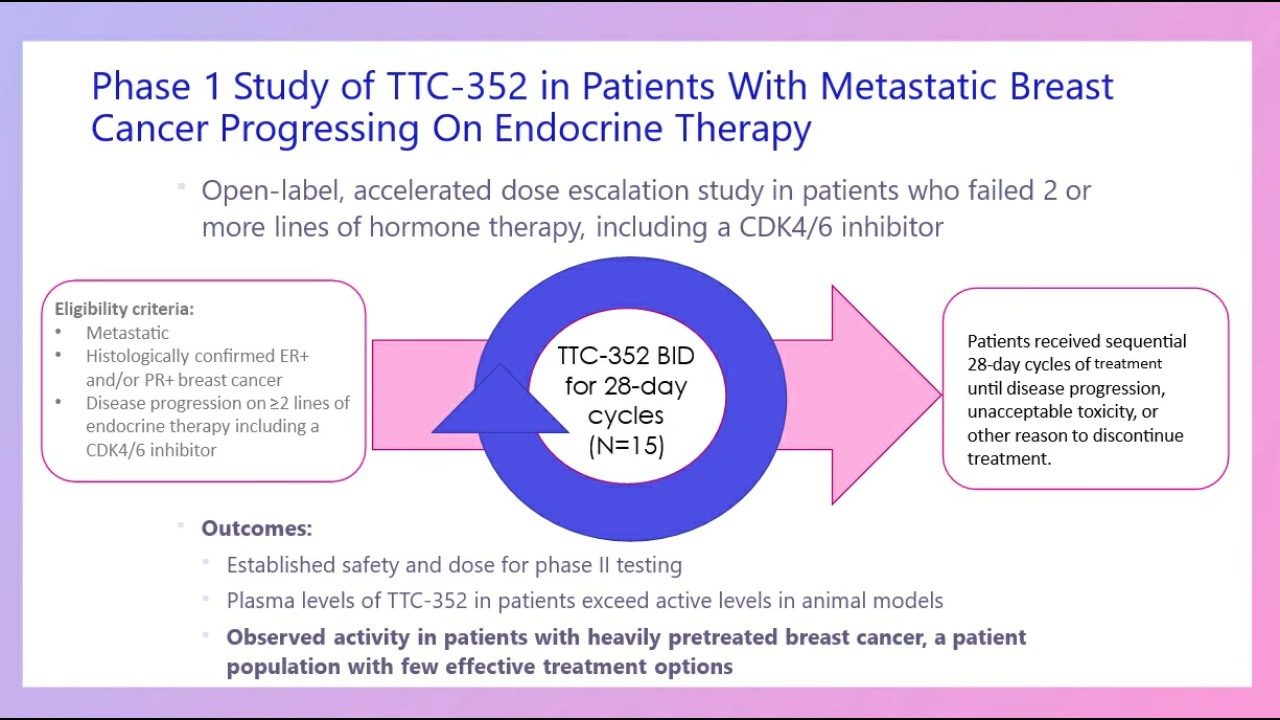 Phase 1 Study of TTC-352 in Patients With Metastatic Breast
Cancer Progressing On Endocrine Therapy
Open-label, accelerated dose escalation study in patients who failed 2 or
more lines of hormone therapy, including a CDK4/6 inhibitor
Eligibility criteria:
• Metastatic
• Histologically confirmed ER+
and/or PR+ breast cancer
• Disease progression on ≥2 lines of
endocrine therapy including a
CDK4/6 inhibitor
TTC-352 BID
for 28-day
cycles
(N=15)
Patients received sequential
28-day cycles of treatment
until disease progression,
unacceptable toxicity, or
other reason to discontinue
treatment.
Outcomes:
Established safety and dose for phase II testing
Plasma levels of TTC-352 in patients exceed active levels in animal models
Observed activity in patients with heavily pretreated breast cancer, a patient
population with few effective treatment options